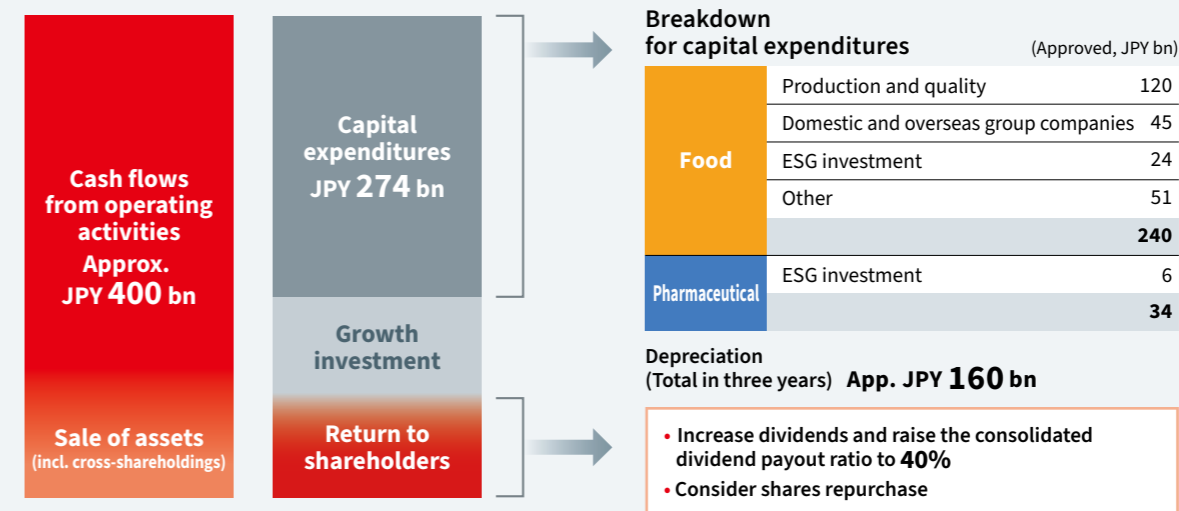 Cash flows
from operating
activities
Approx.
JPY 400 bn
Sale of assets
(incl. cross-shareholdings)
Capital
expenditures
JPY 274 bn
Growth
investment
Return to
shareholders
Breakdown
for capital expenditures
(Approved, JPY bn)
Food
Production and quality 120
Domestic and overseas group companies 45
ESG investment 24
Other 51
240
Pharmaceutical
ESG investment 6
34
Depreciation
(Total in three years) App. JPY 160 bn
• Increase dividends and raise the consolidated
dividend payout ratio to 40%
• Consider shares repurchase